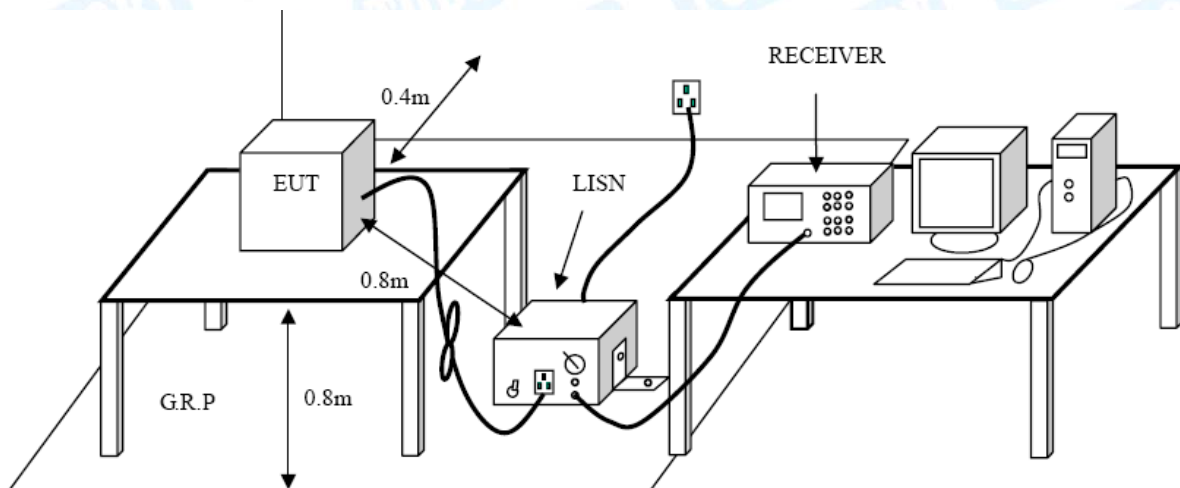 RECEIVER
0.4m
EUT
LISN
0.8m
G.R.P
0.8m